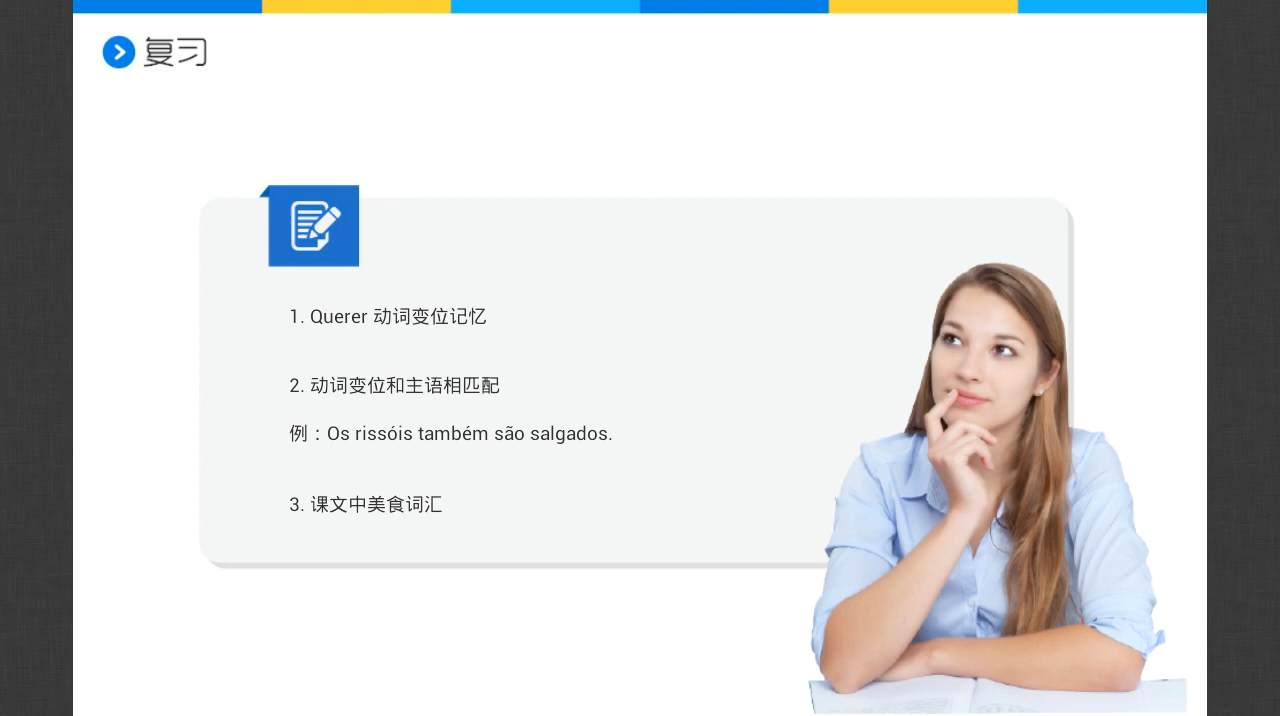 复习
1. Querer 动词变位记忆
2. 动词变位和主语相匹配
例：Os rissóis também são salgados.
3. 课文中美食词汇